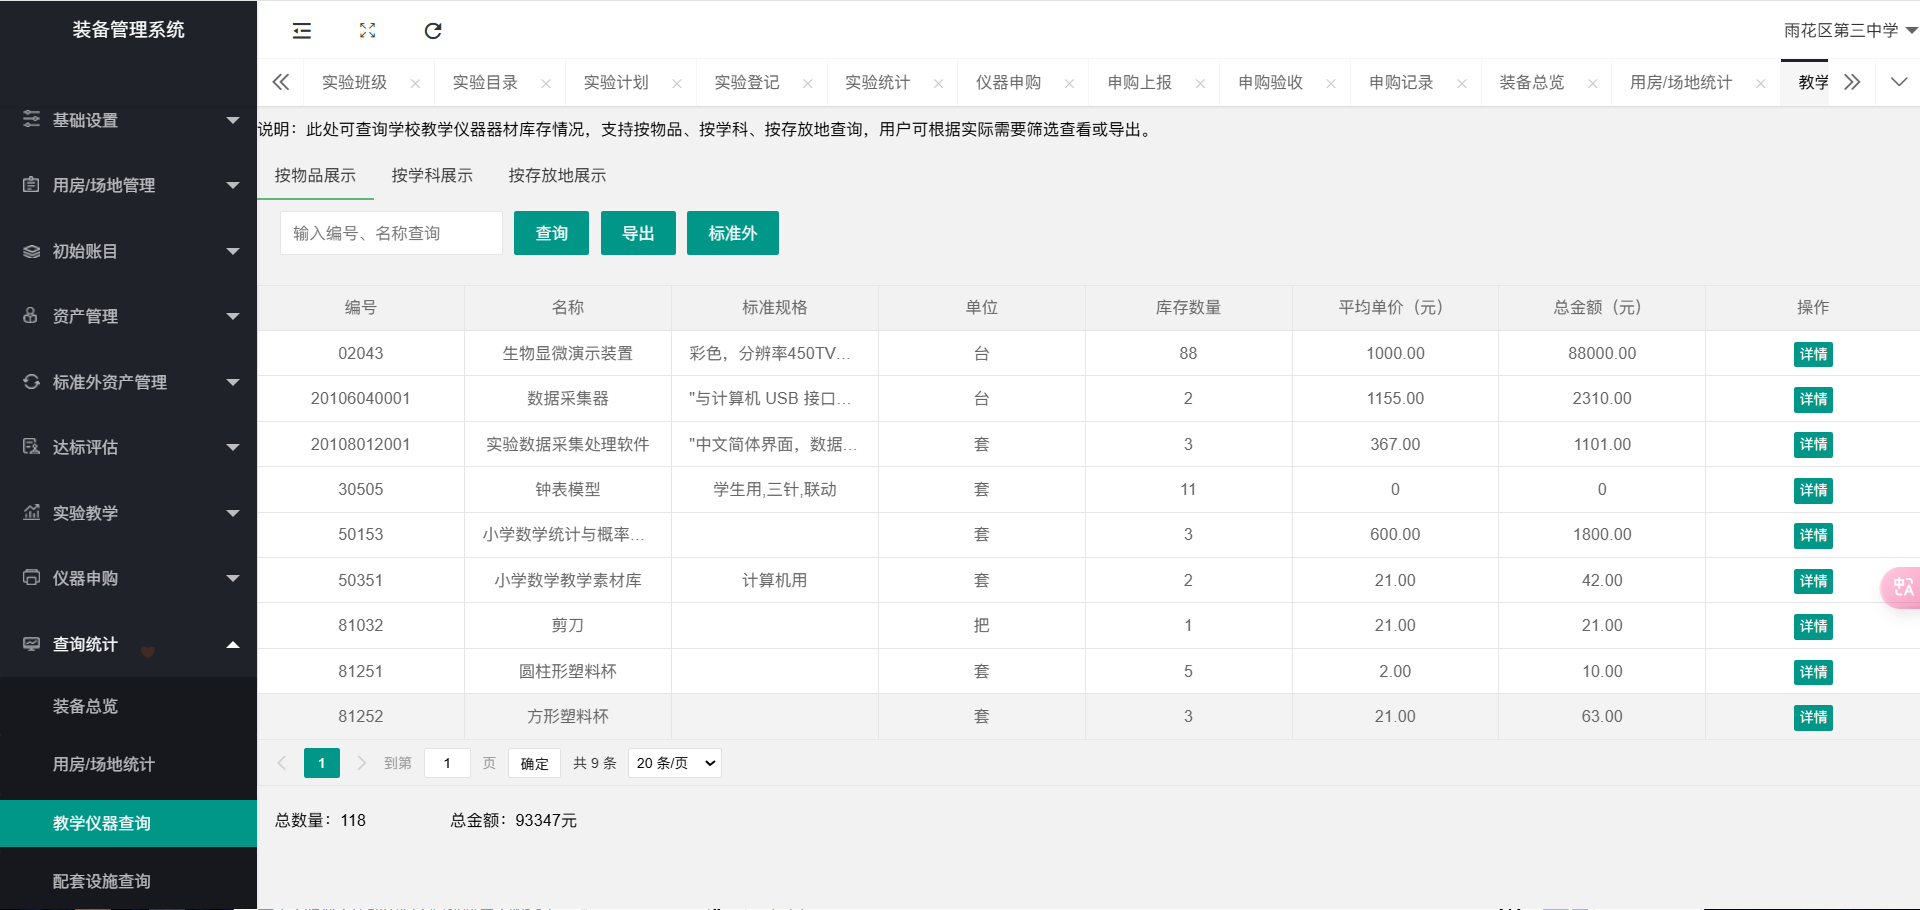 装备管理系统
雨花区第三中学
实验班级 实验目录 实验计划 实验登记 实验统计 仪器申购 申购上报 申购验收 申购记录 装备总览 用房/场地统计 教学
基础设置
用房/场地管理
初始账目
资产管理
标准外资产管理
达标评估
实验教学
仪器申购
查询统计
装备总览
用房/场地统计
教学仪器查询
配套设施查询
说明：此处可查询学校教学仪器器材库存情况，支持按物品、按学科、按存放地查询，用户可根据实际需要筛选查看或导出。
按物品展示 按学科展示 按存放地展示
输入编号、名称查询 查询 导出 标准外
编号 名称 标准规格 单位 库存数量 平均单价（元） 总金额（元） 操作
02043 生物显微演示装置 彩色，分辨率450TV... 台 88 1000.00 88000.00 详情
20106040001 数据采集器 "与计算机 USB 接口... 台 2 1155.00 2310.00 详情
20108012001 实验数据采集处理软件 "中文简体界面，数据... 套 3 367.00 1101.00 详情
30505 钟表模型 学生用,三针,联动 套 11 0 0 详情
50153 小学数学统计与概率... 套 3 600.00 1800.00 详情
50351 小学数学教学素材库 计算机用 套 2 21.00 42.00 详情
81032 剪刀 把 1 21.00 21.00 详情
81251 圆柱形塑料杯 套 5 2.00 10.00 详情
81252 方形塑料杯 套 3 21.00 63.00 详情
1 到第 1 页 确定 共 9 条 20 条/页
总数量：118 总金额：93347元